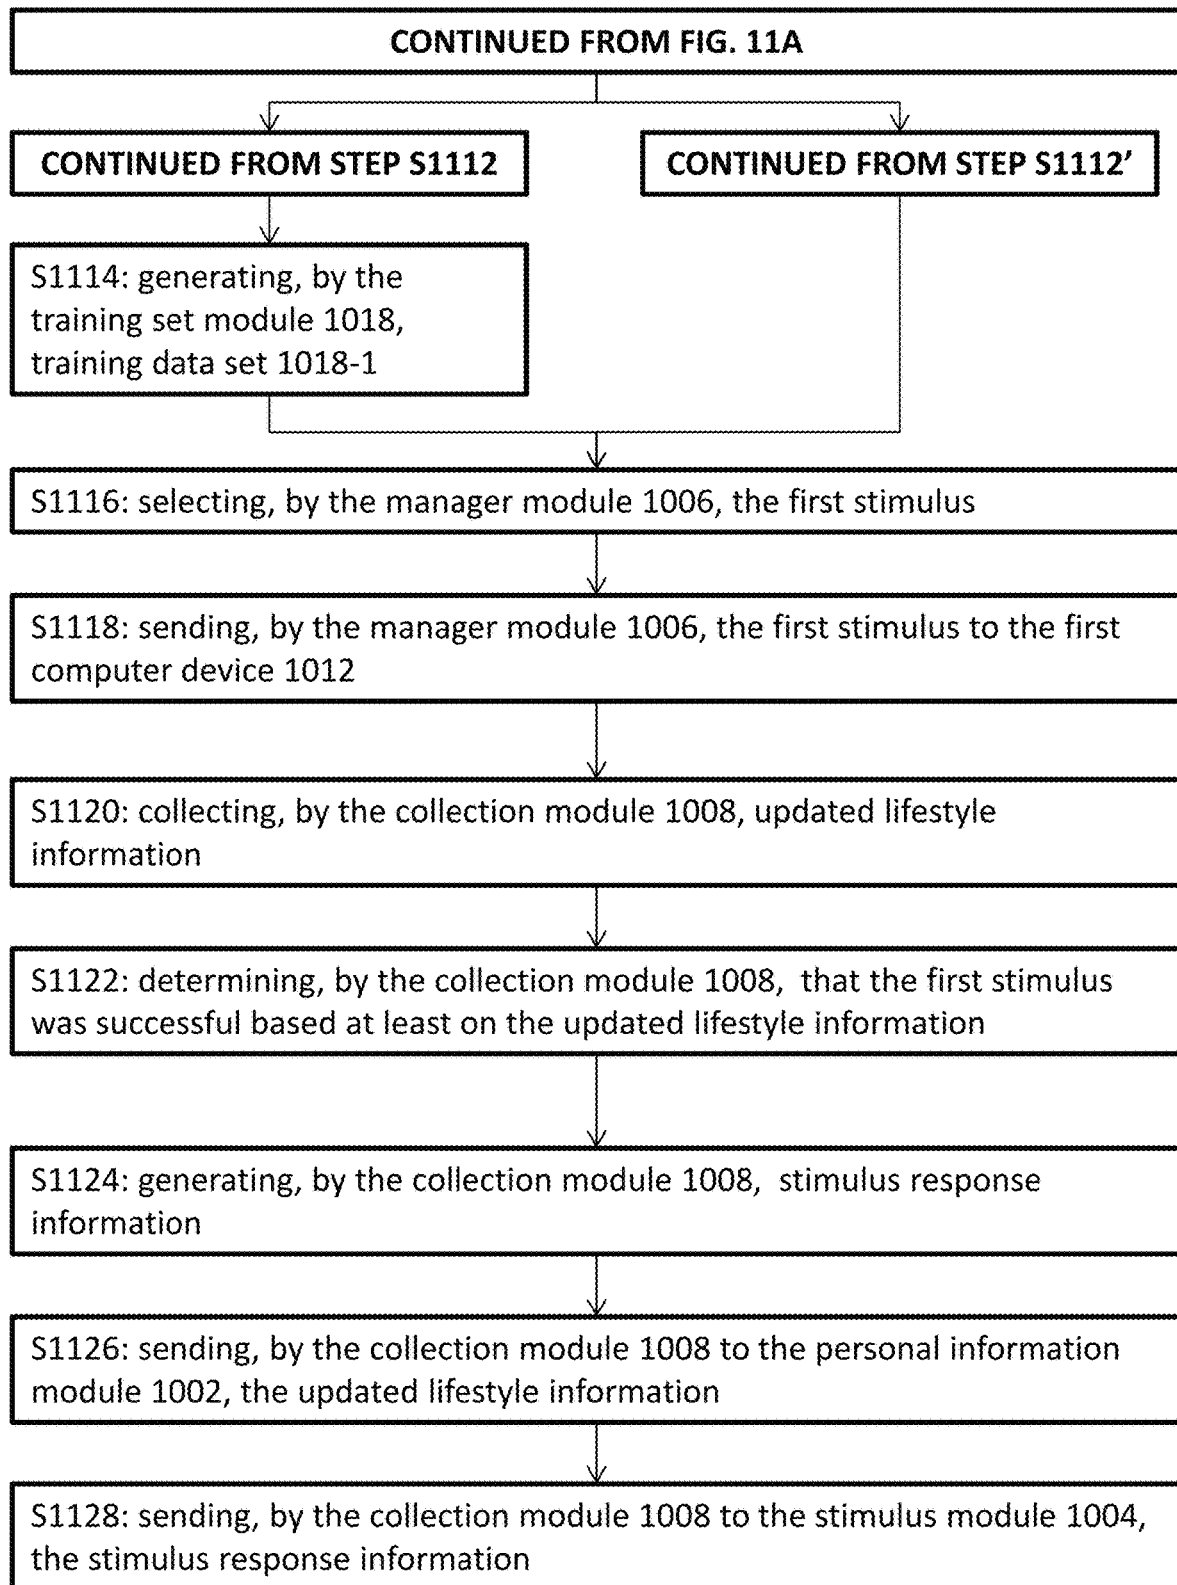 CONTINUED FROM FIG. 11A
CONTINUED FROM STEP S1112
CONTINUED FROM STEP S1112’
S1114: generating, by the
training set module 1018,
training data set 1018-1
S1116: selecting, by the manager module 1006, the first stimulus
S1118: sending, by the manager module 1006, the first stimulus to the first
computer device 1012
S1120: collecting, by the collection module 1008, updated lifestyle
information
S1122: determining, by the collection module 1008,  that the first stimulus
was successful based at least on the updated lifestyle information
S1124: generating, by the collection module 1008,  stimulus response
information
S1126: sending, by the collection module 1008 to the personal information
module 1002, the updated lifestyle information
S1128: sending, by the collection module 1008 to the stimulus module 1004,
the stimulus response information